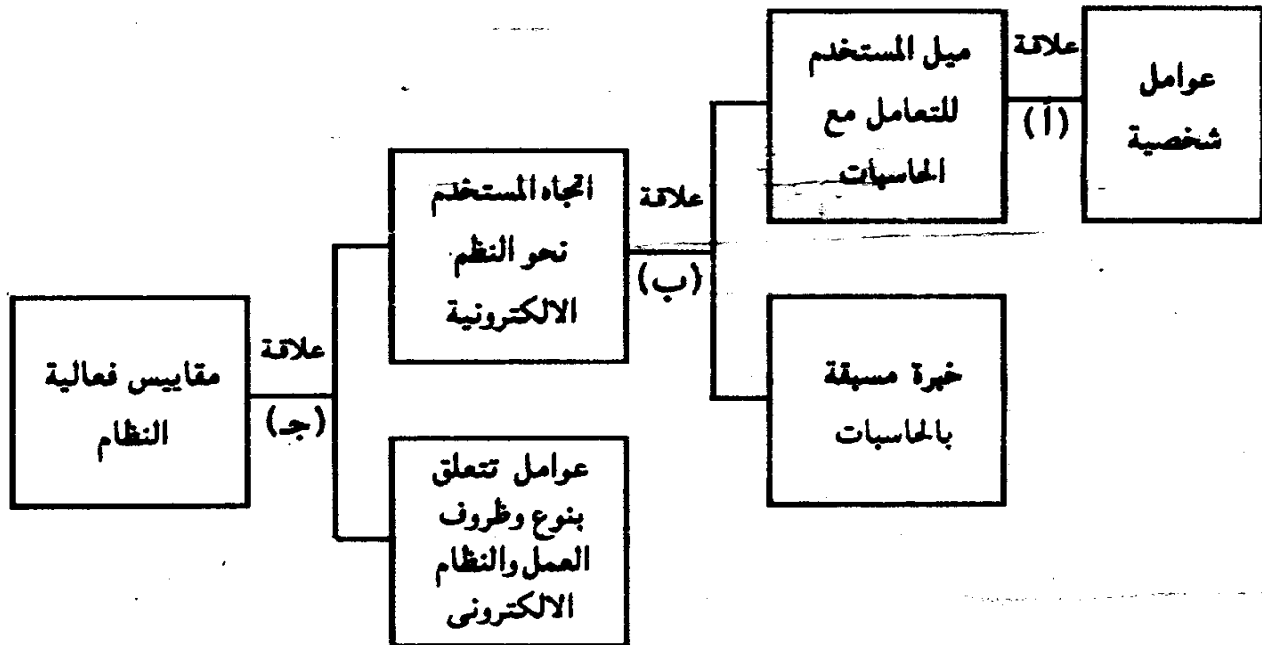 عوامل
شخصية
علاقة
(أ)
ميل المستخدم
للتعامل مع
الحاسبات
خبرة مسبقة
بالحاسبات
علاقة
(ب)
اتجاه المستخدم
نحو النظم
الالكترونية
عوامل تتعلق
بنوع وظروف
العمل والنظام
الالكترونى
علاقة
(جـ)
مقاييس فعالية
النظام